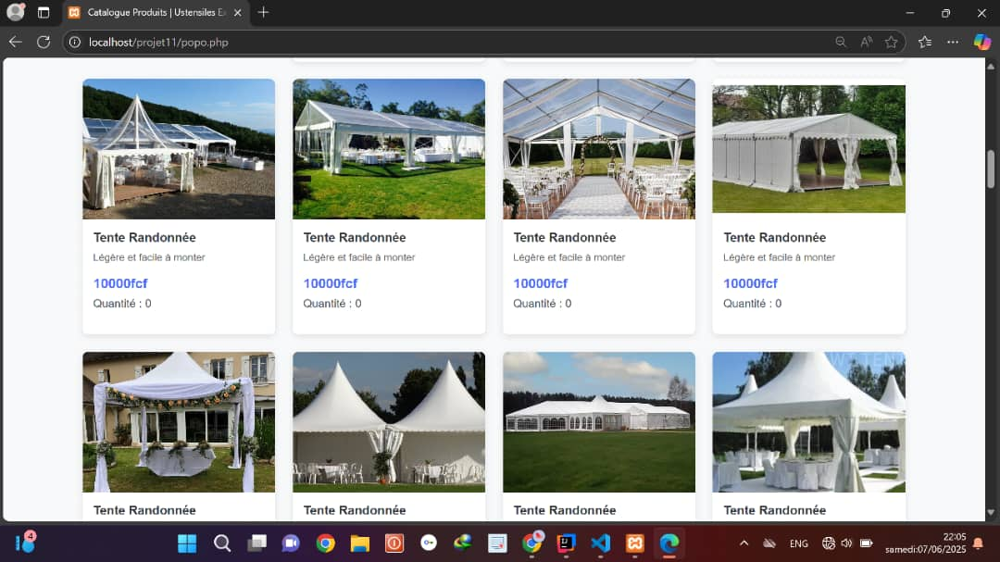 Catalogue Produits | Ustensiles E
localhost/projet11/popo.php
Tente Randonnée
Légère et facile à monter
10000fcf
Quantité : 0
Tente Randonnée
Légère et facile à monter
10000fcf
Quantité : 0
Tente Randonnée
Légère et facile à monter
10000fcf
Quantité : 0
Tente Randonnée
Légère et facile à monter
10000fcf
Quantité : 0
Tente Randonnée
Tente Randonnée
Tente Randonnée
Tente Randonnée
4
ENG
22:05
samedi:07/06/2025